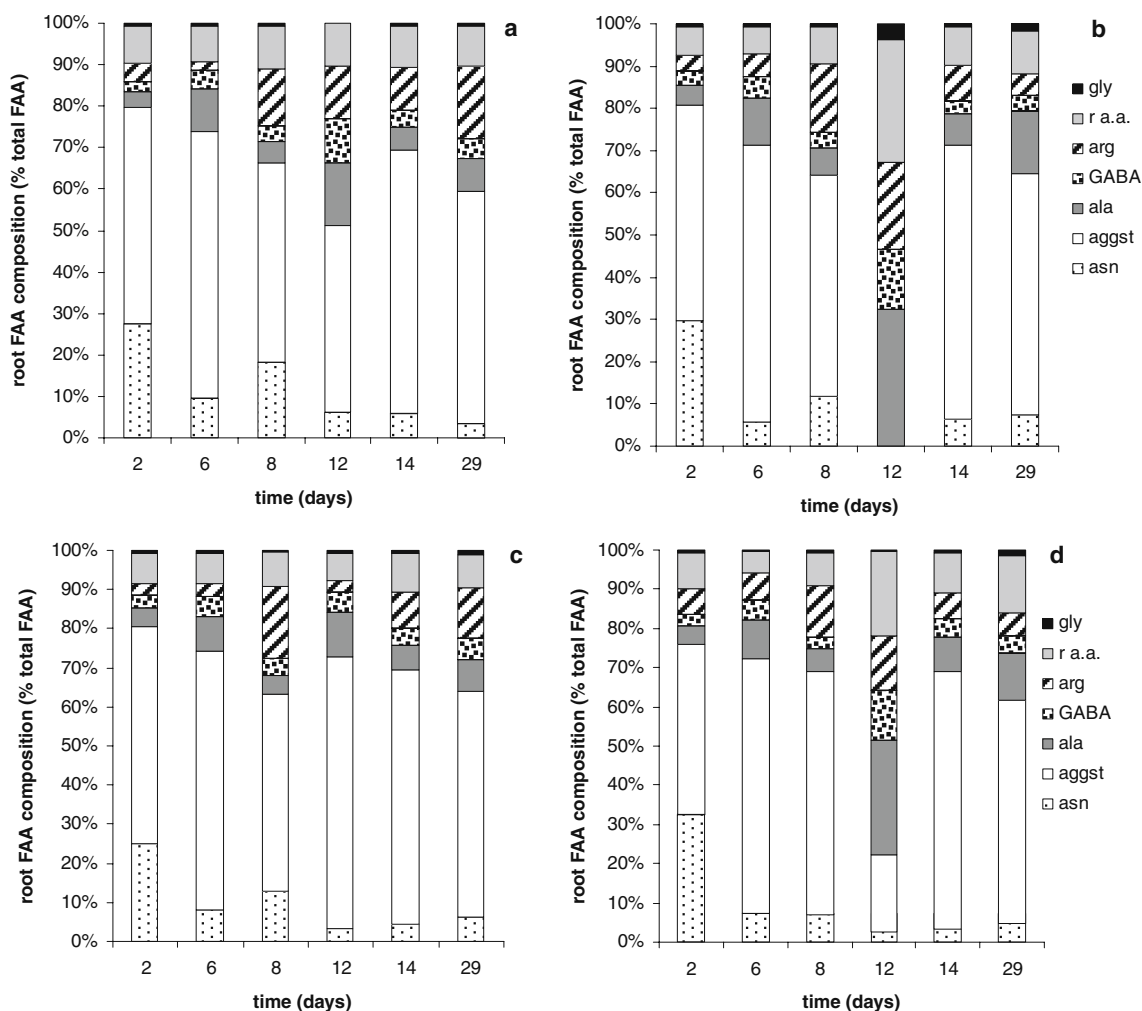 a
root FAA composition (% total FAA)
100%
90%
80%
70%
60%
50%
40%
30%
20%
10%
0%
2 6 8 12 14 29
time (days)
b
root FAA composition (% total FAA)
100%
90%
80%
70%
60%
50%
40%
30%
20%
10%
0%
2 6 8 12 14 29
time (days)
gly
r a.a.
arg
GABA
ala
aggst
asn
c
root FAA composition (% total FAA)
100%
90%
80%
70%
60%
50%
40%
30%
20%
10%
0%
2 6 8 12 14 29
time (days)
d
root FAA composition (% total FAA)
100%
90%
80%
70%
60%
50%
40%
30%
20%
10%
0%
2 6 8 12 14 29
time (days)
gly
r a.a.
arg
GABA
ala
aggst
asn